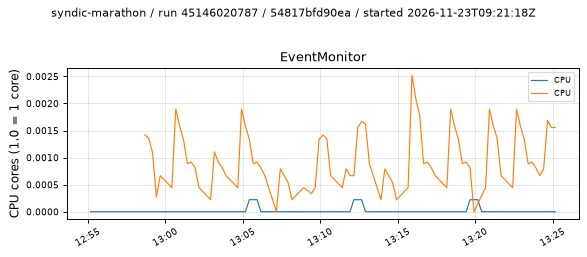 syndic-marathon / run 45146020787 / 54817bfd90ea / started 2026-11-23T09:21:18Z
EventMonitor
CPU cores (1.0 = 1 core)
0.0025
0.0020
0.0015
0.0010
0.0005
0.0000
CPU
CPU
12:55
13:00
13:05
13:10
13:15
13:20
13:25